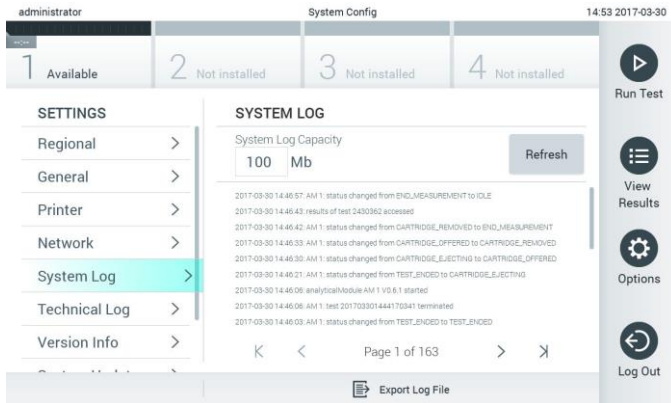 administrator System Config 14:53 2017-03-30
1 Available 2 Not installed 3 Not installed 4 Not installed
Run Test
View Results
Options
Log Out
SETTINGS
Regional
General
Printer
Network
System Log
Technical Log
Version Info
SYSTEM LOG
System Log Capacity
100 Mb
Refresh
2017-03-30 14:46:57: AM 1: status changed from END_MEASUREMENT to IDLE
2017-03-30 14:46:43: results of test 2430362 accessed
2017-03-30 14:46:42: AM 1: status changed from CARTRIDGE_REMOVED to END_MEASUREMENT
2017-03-30 14:46:33: AM 1: status changed from CARTRIDGE_OFFERED to CARTRIDGE_REMOVED
2017-03-30 14:46:30: AM 1: status changed from CARTRIDGE_EJECTING to CARTRIDGE_OFFERED
2017-03-30 14:46:21: AM 1: status changed from TEST_ENDED to CARTRIDGE_EJECTING
2017-03-30 14:46:06: analyticalModule AM 1 V0.6.1 started
2017-03-30 14:46:06: AM 1: test 201703301444170341 terminated
2017-03-30 14:46:03: AM 1: status changed from TEST_ENDED to TEST_ENDED
Page 1 of 163
Export Log File